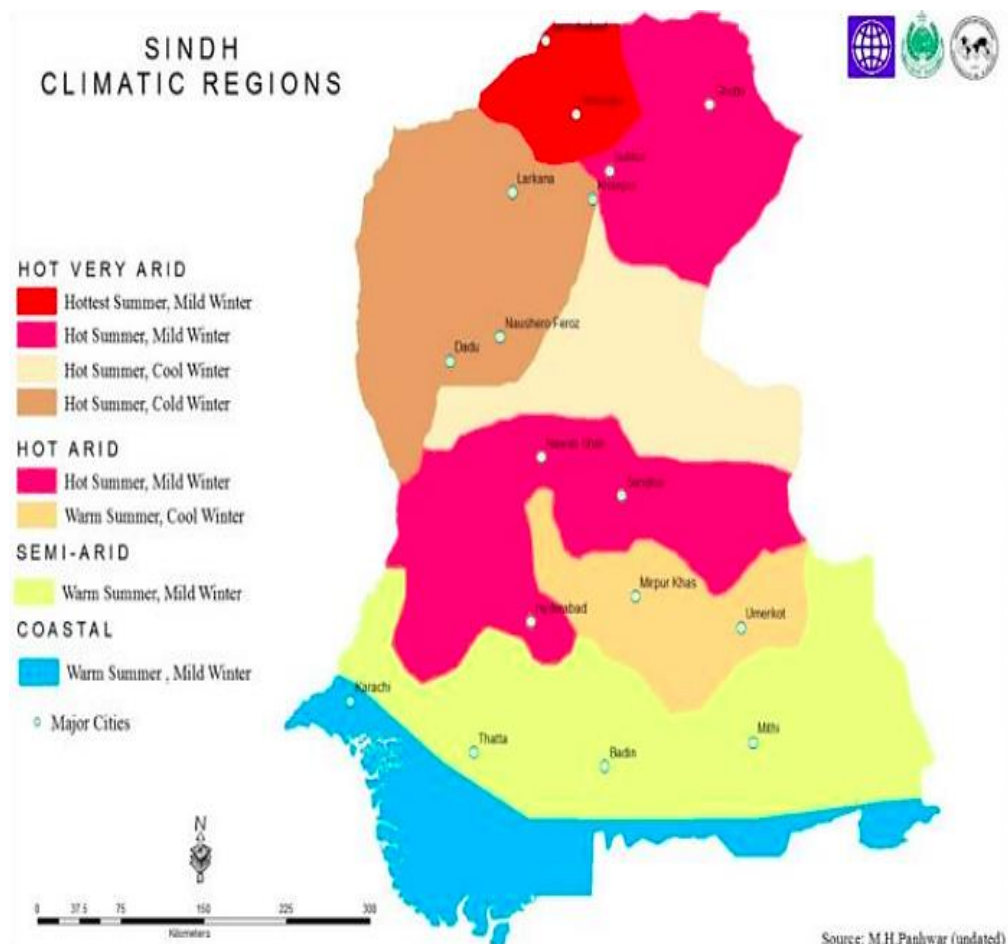 SINDH
CLIMATIC REGIONS
HOT VERY ARID
Hottest Summer, Mild Winter
Hot Summer, Mild Winter
Hot Summer, Cool Winter
Hot Summer, Cold Winter
HOT ARID
Hot Summer, Mild Winter
Warm Summer, Cool Winter
SEMI-ARID
Warm Summer, Mild Winter
COASTAL
Warm Summer , Mild Winter
Major Cities
Larkana
Naushero Feroz
Dadu
Mirpur Khas
Umerkot
Karachi
Thatta
Badin
Mithi
N
0 37.5 75 150 225 300
Kilometers
Source: M.H.Panhwar (undated)